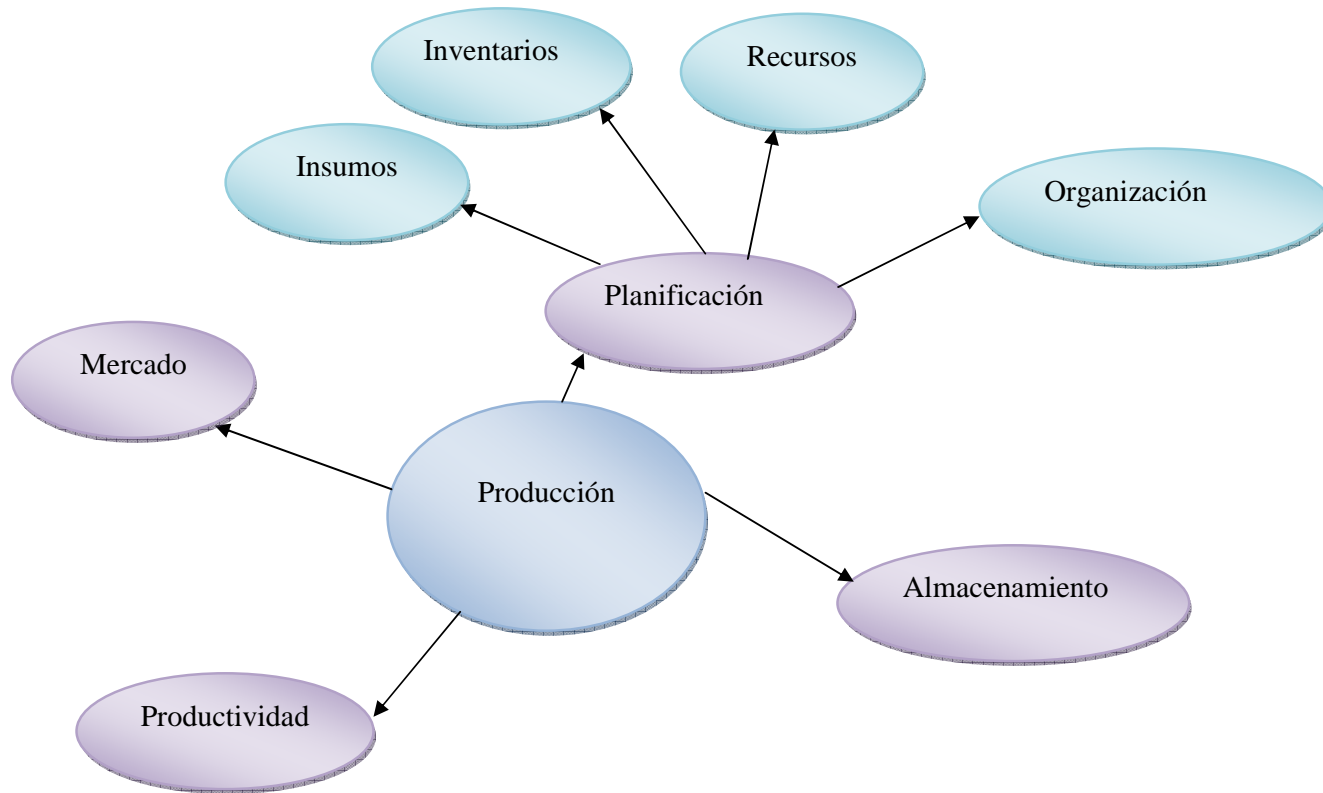 Inventarios
Recursos
Insumos
Organización
Planificación
Mercado
Producción
Almacenamiento
Productividad